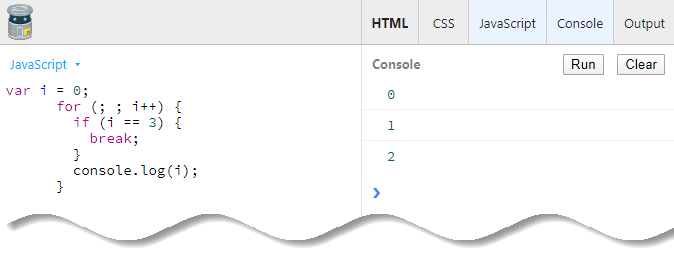 HTML CSS JavaScript Console Output
JavaScript
Console Run Clear
var i = 0;
for (; ; i++) {
if (i == 3) {
break;
}
console.log(i);
}
0
1
2